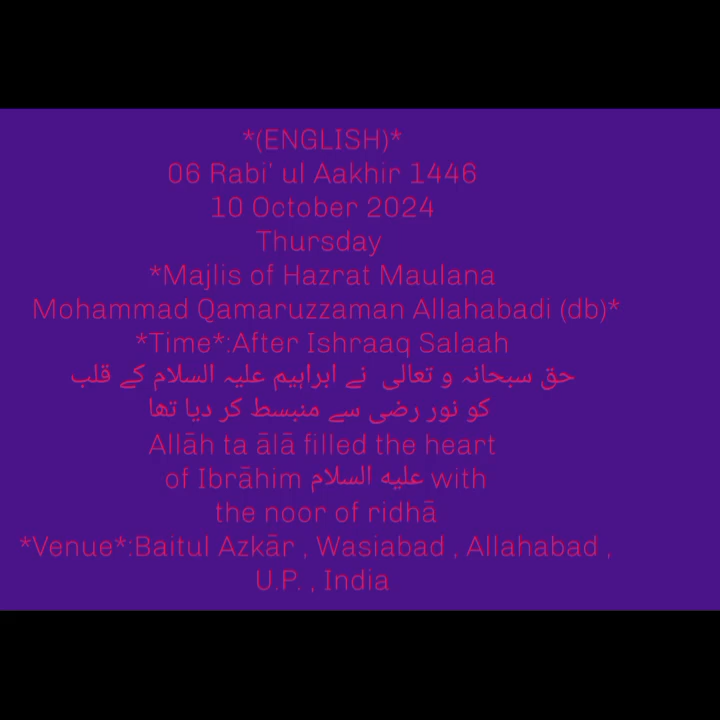 *(ENGLISH)*
06 Rabi' ul Aakhir 1446
10 October 2024
Thursday
*Majlis of Hazrat Maulana
Mohammad Qamaruzzaman Allahabadi (db)*
*Time*:After Ishraaq Salaah
حق سبحانہ و تعالی نے ابراہیم علیہ السلام کے قلب
کو نور رضی سے منبسط کر دیا تھا
Allāh ta ālā filled the heart
of Ibrāhim علیه السلام with
the noor of ridhā
*Venue*:Baitul Azkār , Wasiabad , Allahabad ,
U.P. , India